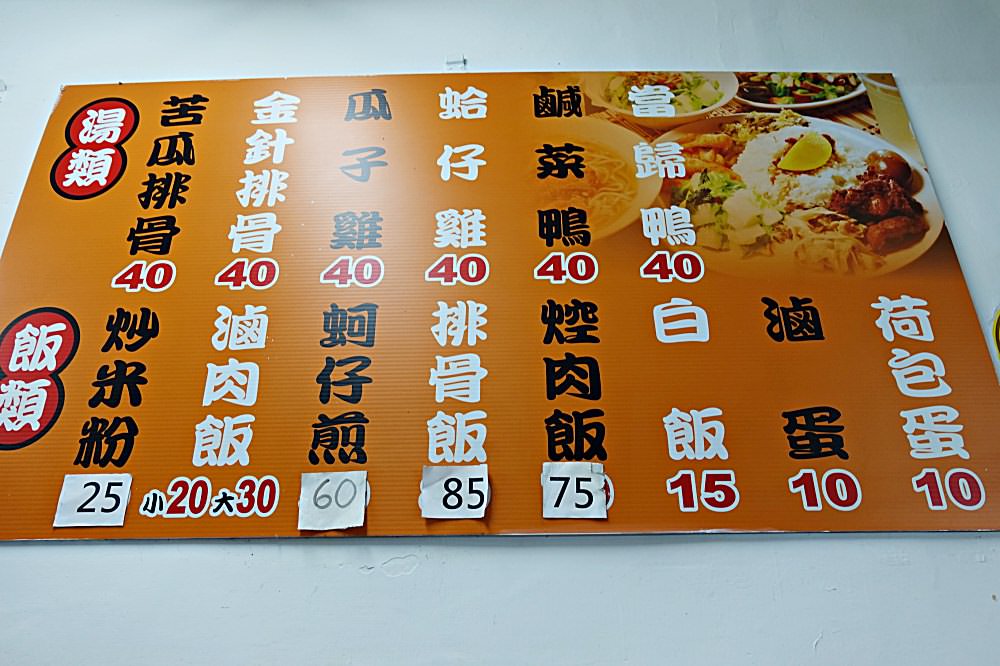 湯類
苦瓜排骨
40
金針排骨
40
瓜子雞
40
蛤仔雞
40
鹹菜鴨
40
當歸鴨
40
飯類
炒米粉
25
滷肉飯
小20大30
蚵仔煎
60
排骨飯
85
焢肉飯
75
白飯
15
滷蛋
10
荷包蛋
10